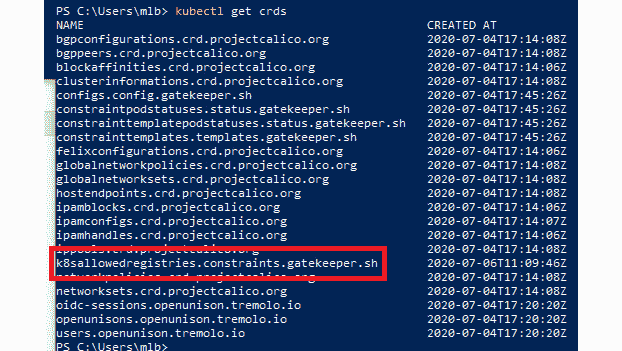 PS C:\Users\mlb> kubectl get crds
NAME CREATED AT
bgpconfigurations.crd.projectcalico.org 2020-07-04T17:14:08Z
bgppeers.crd.projectcalico.org 2020-07-04T17:14:08Z
blockaffinities.crd.projectcalico.org 2020-07-04T17:14:06Z
clusterinformations.crd.projectcalico.org 2020-07-04T17:14:08Z
configs.config.gatekeeper.sh 2020-07-04T17:45:26Z
constraintpodstatuses.status.gatekeeper.sh 2020-07-04T17:45:26Z
constrainttemplatepodstatuses.status.gatekeeper.sh 2020-07-04T17:45:26Z
constrainttemplates.templates.gatekeeper.sh 2020-07-04T17:45:26Z
felixconfigurations.crd.projectcalico.org 2020-07-04T17:14:06Z
globalnetworkpolicies.crd.projectcalico.org 2020-07-04T17:14:08Z
globalnetworksets.crd.projectcalico.org 2020-07-04T17:14:08Z
hostendpoints.crd.projectcalico.org 2020-07-04T17:14:08Z
ipamblocks.crd.projectcalico.org 2020-07-04T17:14:06Z
ipamconfigs.crd.projectcalico.org 2020-07-04T17:14:07Z
ipamhandles.crd.projectcalico.org 2020-07-04T17:14:06Z
ippools.crd.projectcalico.org 2020-07-04T17:14:08Z
k8sallowedregistries.constraints.gatekeeper.sh 2020-07-06T11:09:46Z
networkpolicies.crd.projectcalico.org 2020-07-04T17:14:08Z
networksets.crd.projectcalico.org 2020-07-04T17:14:08Z
oidc-sessions.openunison.tremolo.io 2020-07-04T17:20:20Z
openunisons.openunison.tremolo.io 2020-07-04T17:20:20Z
users.openunison.tremolo.io 2020-07-04T17:20:20Z
PS C:\Users\mlb>